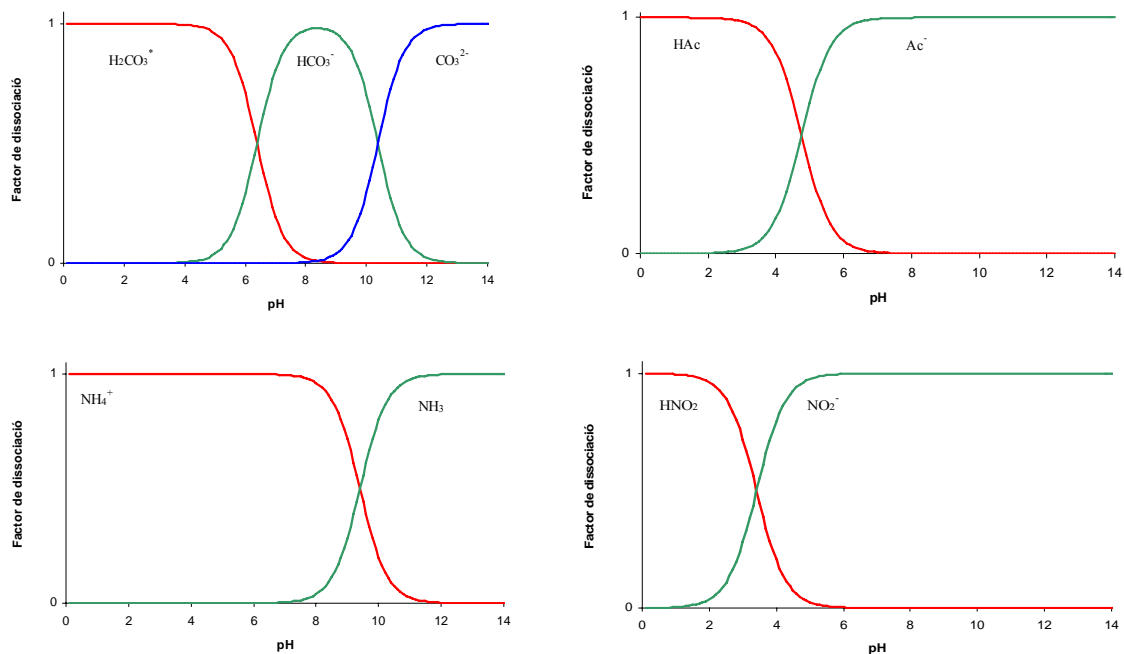 1
H₂CO₃*
HCO₃⁻
CO₃²⁻
Factor de dissociació
0
0 2 4 6 8 10 12 14
pH
1
HAc
Ac⁻
Factor de dissociació
0
0 2 4 6 8 10 12 14
pH
1
NH₄⁺
NH₃
Factor de dissociació
0
0 2 4 6 8 10 12 14
pH
1
HNO₂
NO₂⁻
Factor de dissociació
0
0 2 4 6 8 10 12 14
pH